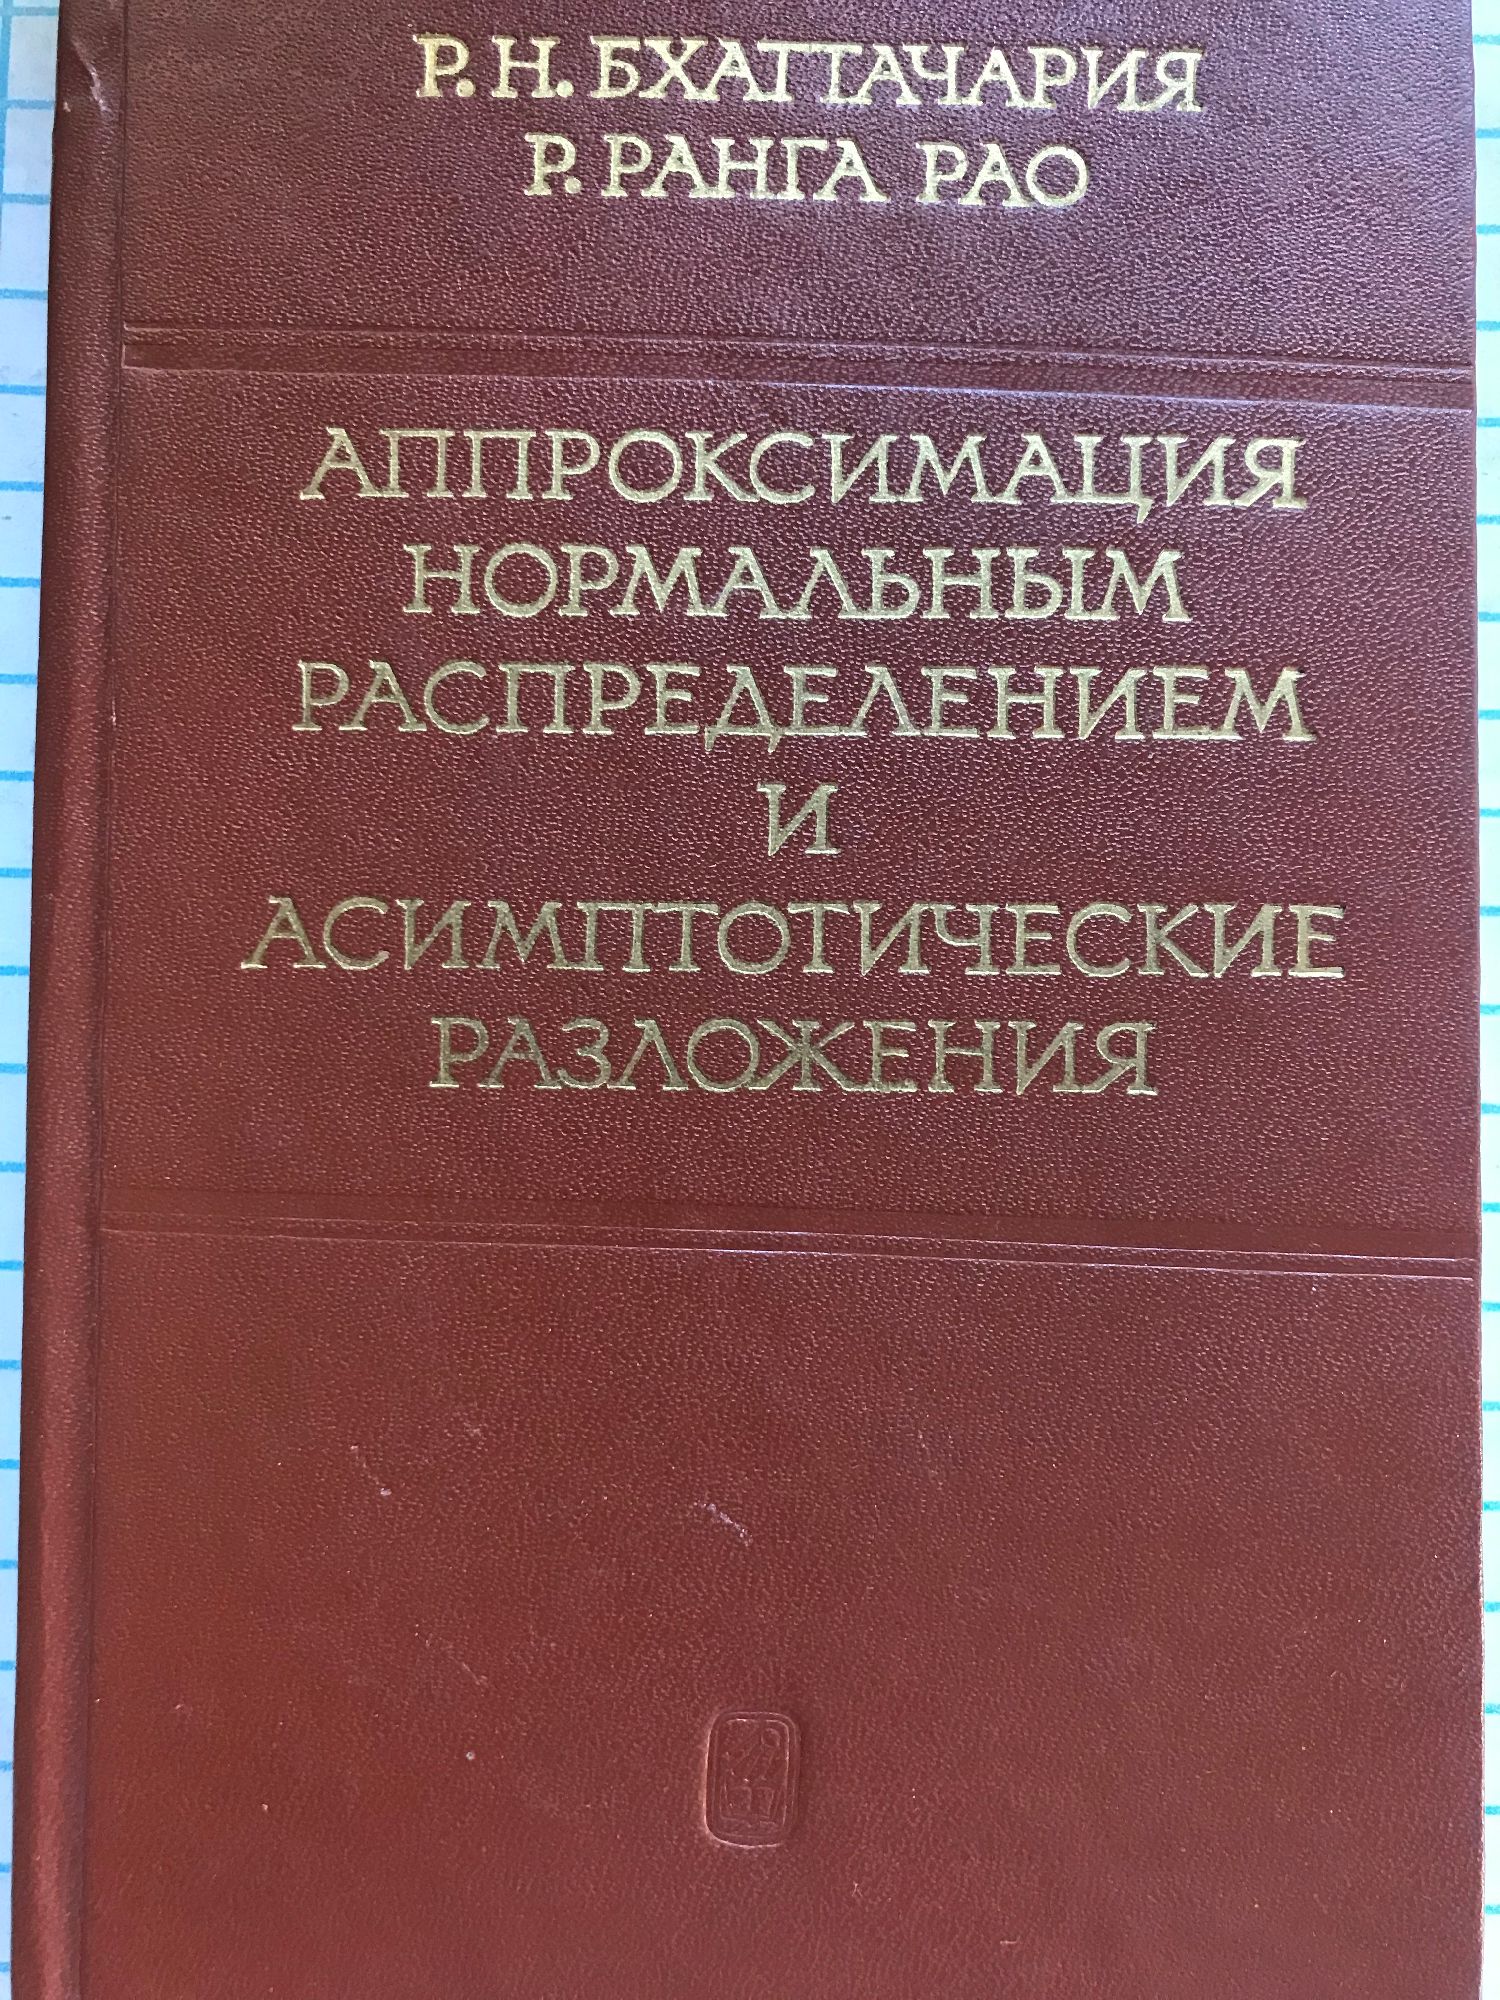 Р. Н. БХАТТАЧАРИЯ
Р. РАНГА РАО
АППРОКСИМАЦИЯ
НОРМАЛЬНЫМ
РАСПРЕДЕЛЕНИЕМ
И
АСИМПТОТИЧЕСКИЕ
РАЗЛОЖЕНИЯ